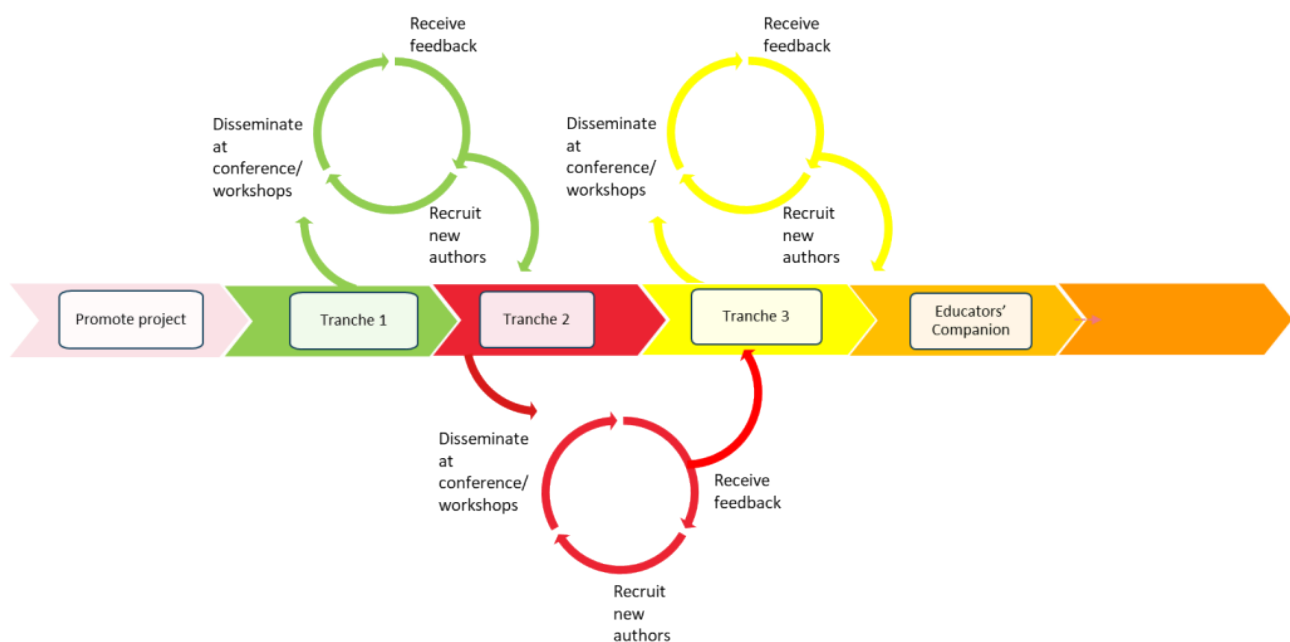 Receive
feedback
Disseminate
at
conference/
workshops
Recruit
new
authors
Receive
feedback
Disseminate
at
conference/
workshops
Recruit
new
authors
Promote project
Tranche 1
Tranche 2
Tranche 3
Educators'
Companion
Disseminate
at
conference/
workshops
Receive
feedback
Recruit
new
authors